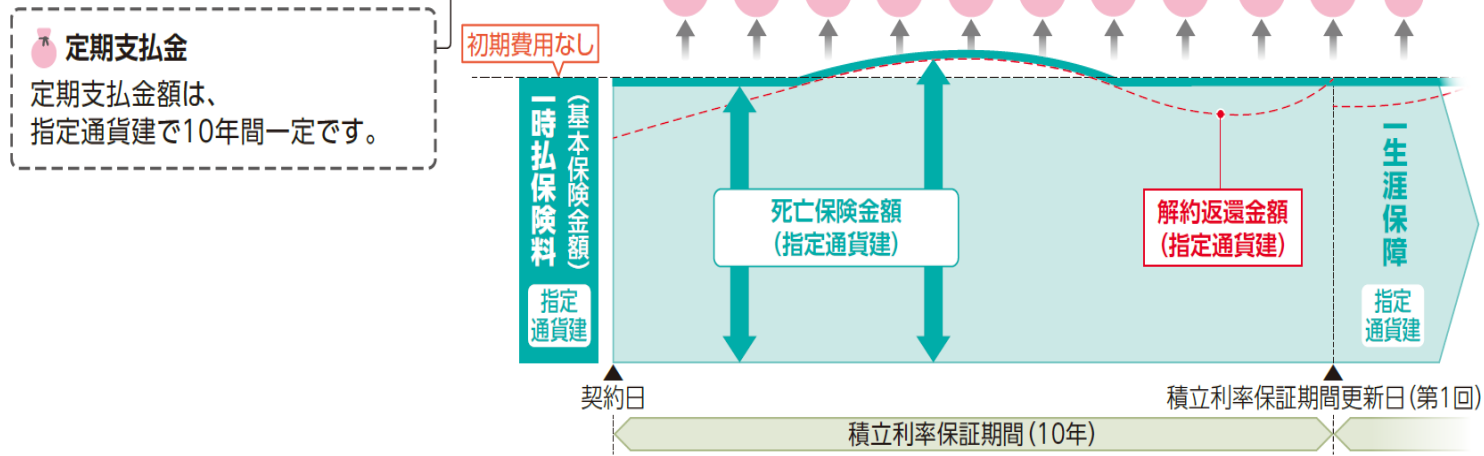 定期支払金
定期支払金額は、
指定通貨建で10年間一定です。
初期費用なし
一時払保険料
（基本保険金額）
指定
通貨建
死亡保険金額
（指定通貨建）
解約返還金額
（指定通貨建）
一生涯保障
指定
通貨建
契約日
積立利率保証期間更新日（第1回）
積立利率保証期間（10年）